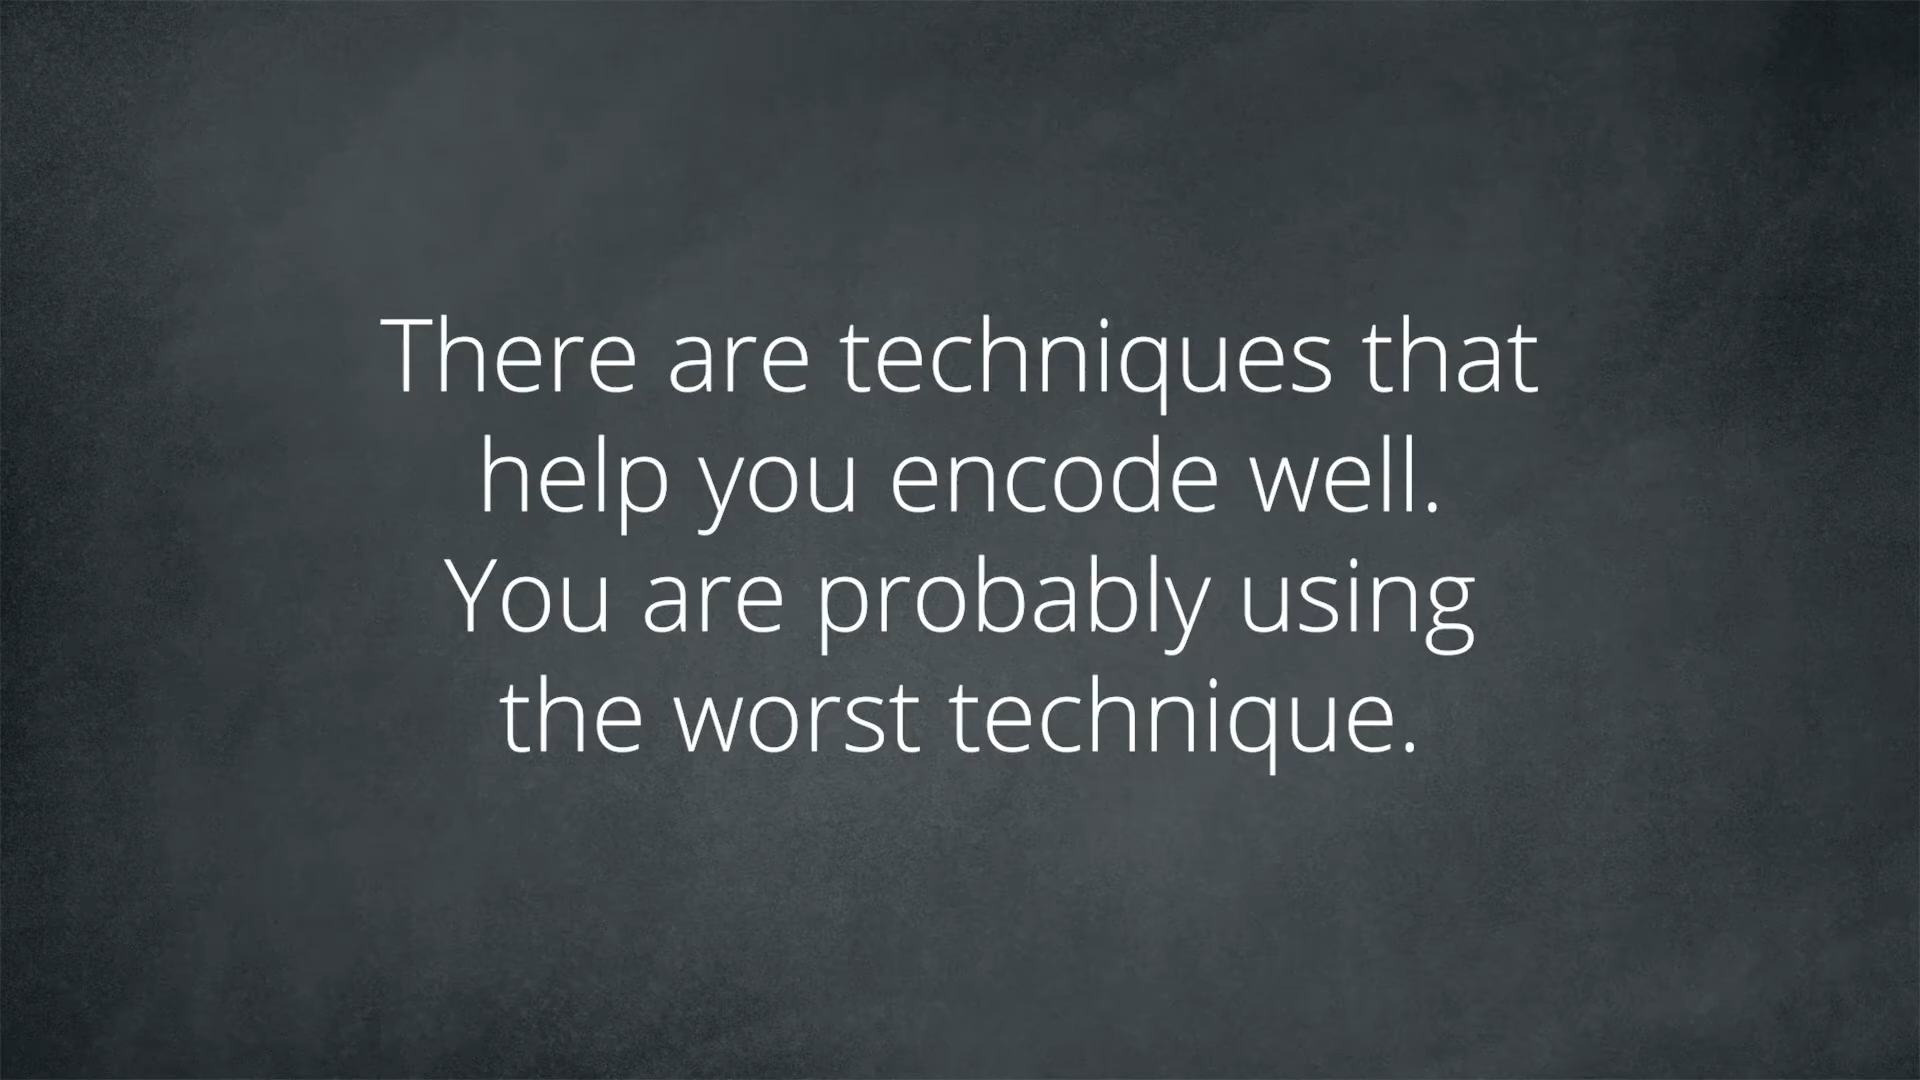 There are techniques that
help you encode well.
You are probably using
the worst technique.